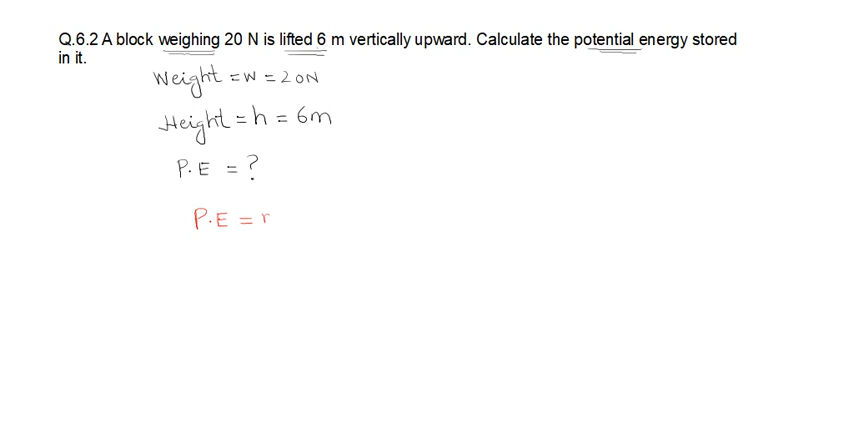 Q.6.2 A block weighing 20 N is lifted 6 m vertically upward. Calculate the potential energy stored
in it.
Weight = W = 20N
Height = h = 6m
P.E = ?
P.E = r